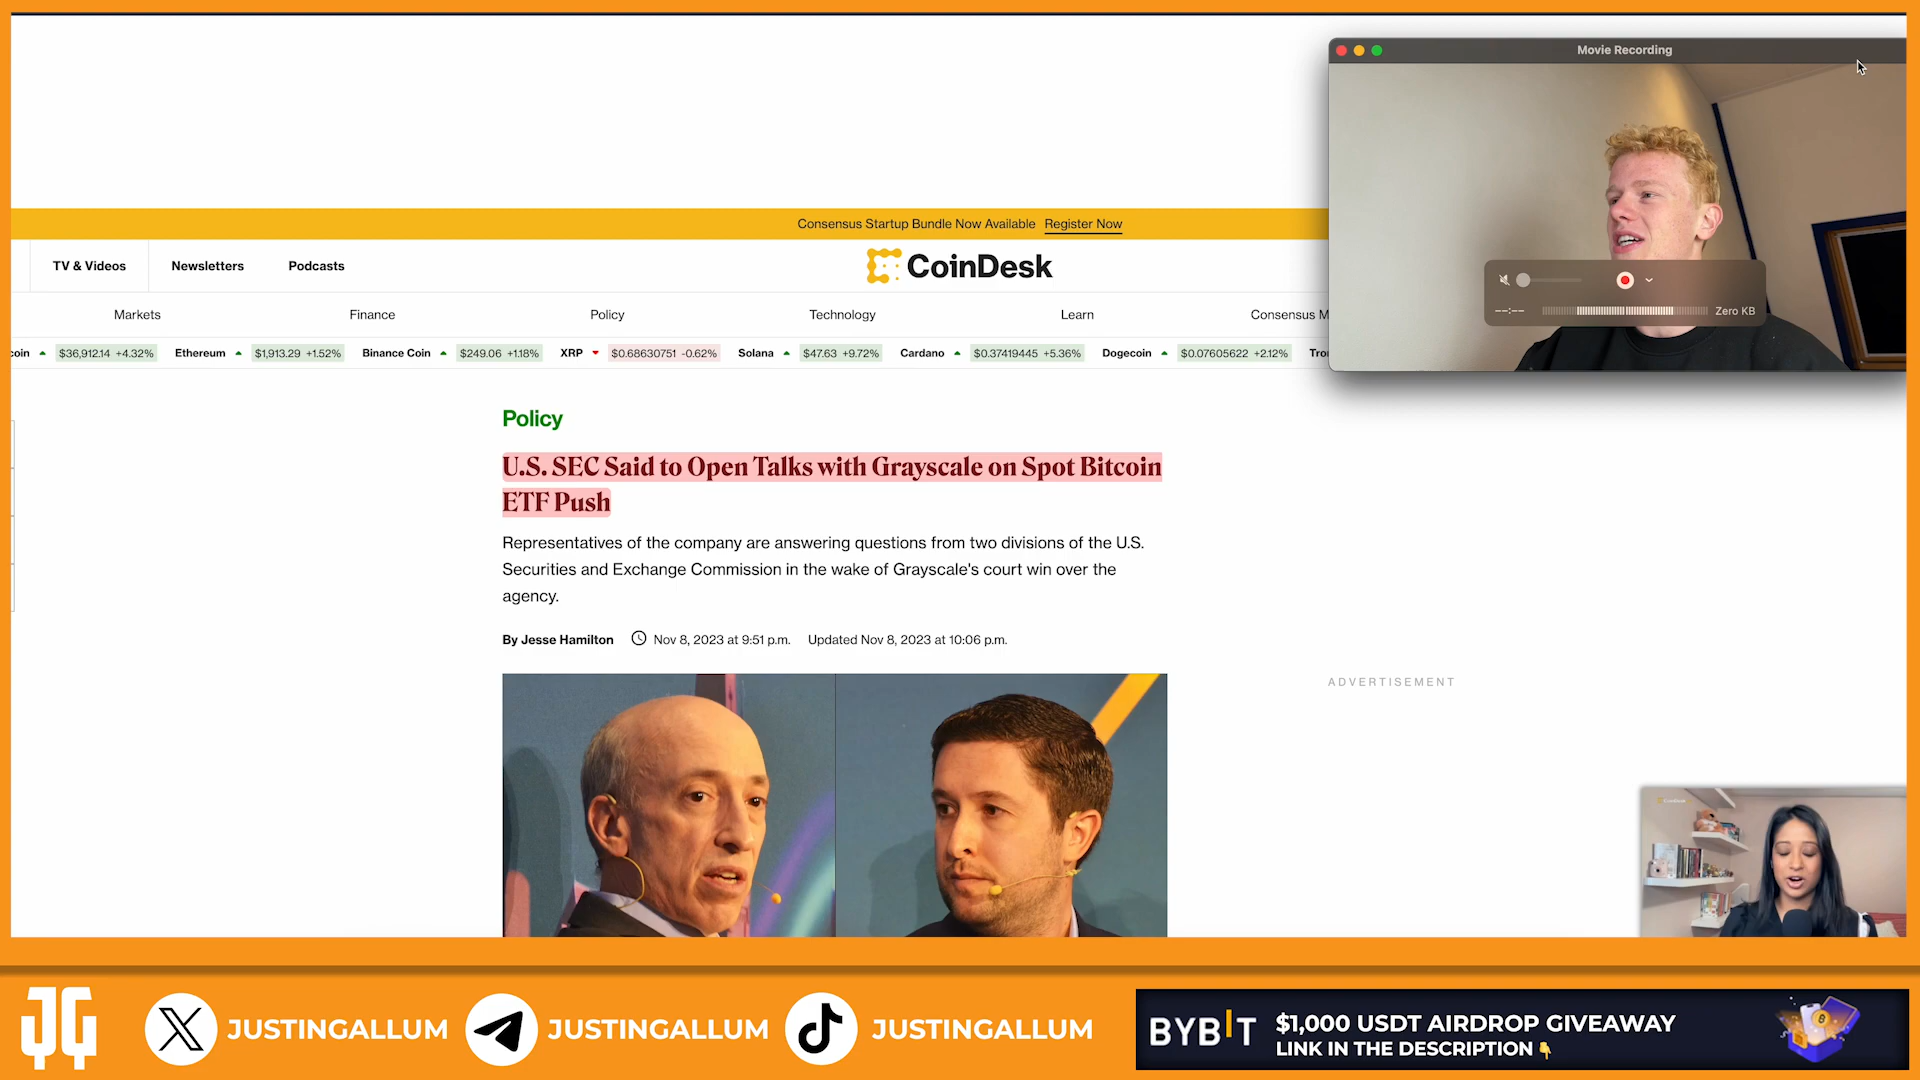 Movie Recording
--:--
Zero KB
Consensus Startup Bundle Now Available Register Now
TV & Videos
Newsletters
Podcasts
CoinDesk
Markets
Finance
Policy
Technology
Learn
Consensus M
coin $36,912.14 +4.32%
Ethereum $1,913.29 +1.52%
Binance Coin $249.06 +1.18%
XRP $0.68630751 -0.62%
Solana $47.63 +9.72%
Cardano $0.37419445 +5.36%
Dogecoin $0.07605622 +2.12%
Tro
Policy
U.S. SEC Said to Open Talks with Grayscale on Spot Bitcoin
ETF Push
Representatives of the company are answering questions from two divisions of the U.S.
Securities and Exchange Commission in the wake of Grayscale's court win over the
agency.
By Jesse Hamilton Nov 8, 2023 at 9:51 p.m. Updated Nov 8, 2023 at 10:06 p.m.
ADVERTISEMENT
JG
JUSTINGALLUM
JUSTINGALLUM
JUSTINGALLUM
BYBIT
$1,000 USDT AIRDROP GIVEAWAY
LINK IN THE DESCRIPTION